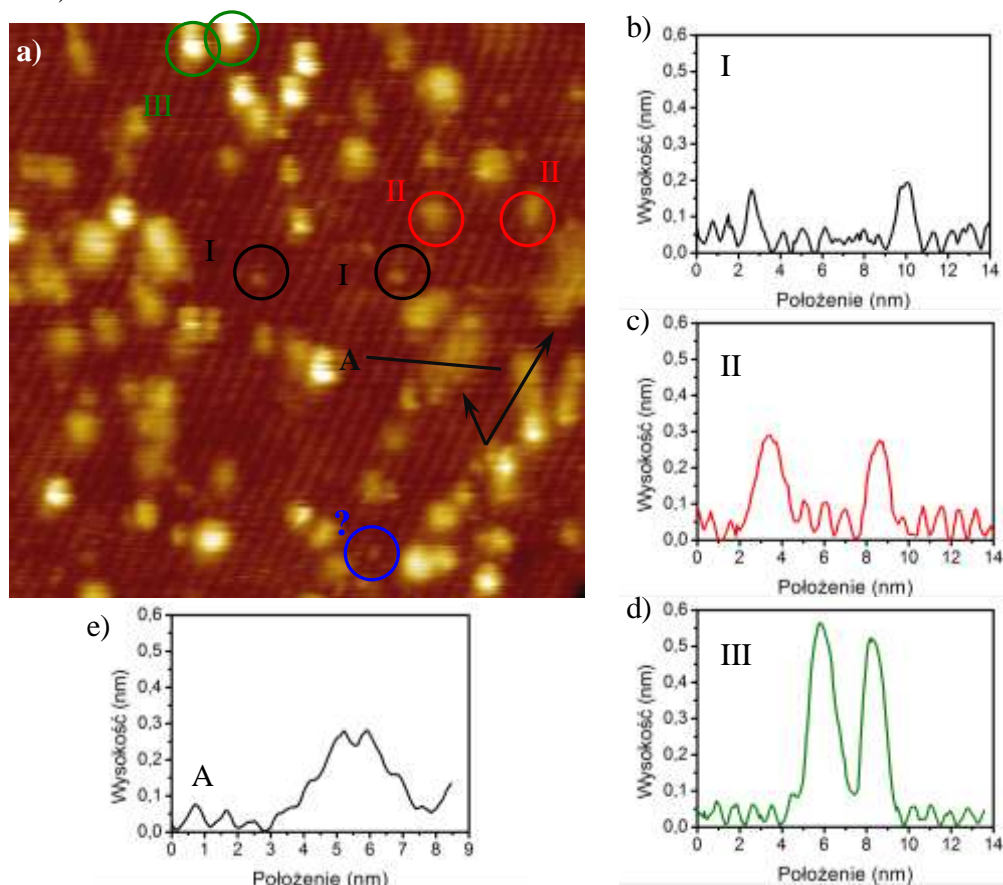 a)
III
II
II
I
I
A
?
b)
I
0,6
0,5
0,4
0,3
0,2
0,1
0,0
0 2 4 6 8 10 12 14
Wysokość (nm)
Położenie (nm)
c)
II
0,6
0,5
0,4
0,3
0,2
0,1
0,0
0 2 4 6 8 10 12 14
Wysokość (nm)
Położenie (nm)
d)
III
0,6
0,5
0,4
0,3
0,2
0,1
0,0
0 2 4 6 8 10 12 14
Wysokość (nm)
Położenie (nm)
e)
A
0,6
0,5
0,4
0,3
0,2
0,1
0,0
0 1 2 3 4 5 6 7 8 9
Wysokość (nm)
Położenie (nm)